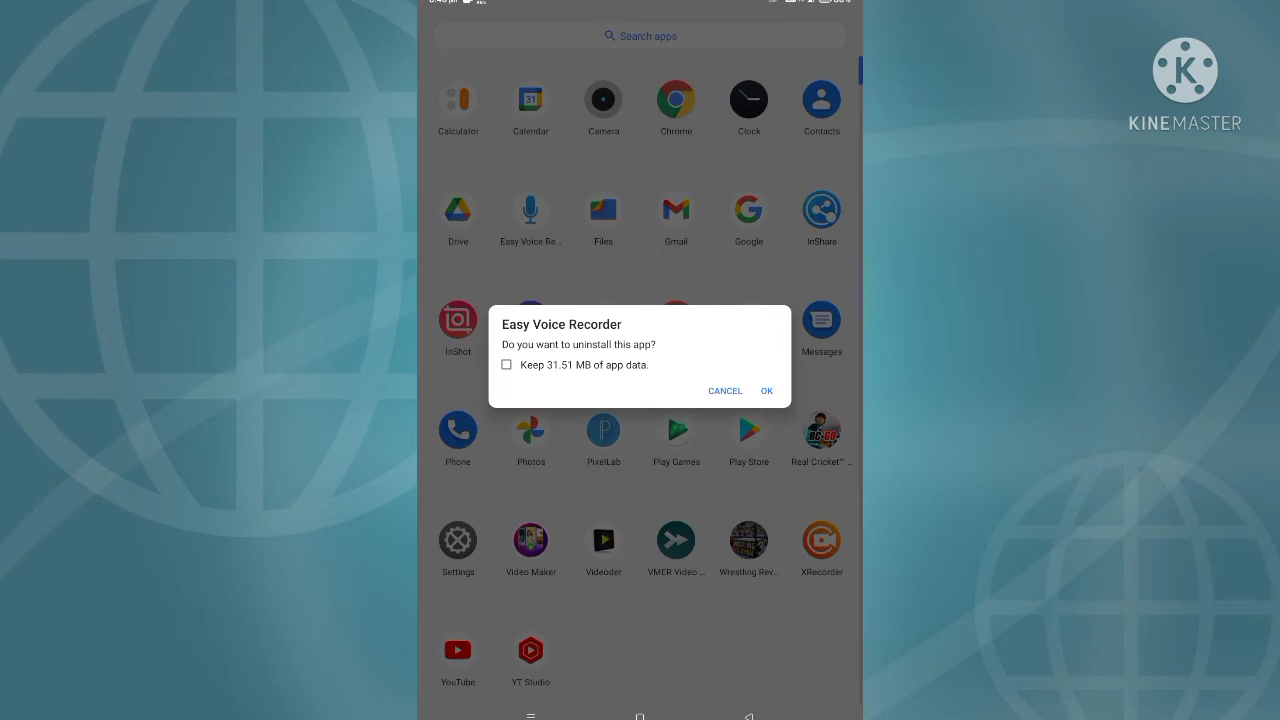 Search apps
Calculator
Calendar
Camera
Chrome
Clock
Contacts
31
Drive
Easy Voice Re...
Files
Gmail
Google
InShare
InShot
Messages
Easy Voice Recorder
Do you want to uninstall this app?
Keep 31.51 MB of app data.
CANCEL
OK
Phone
Photos
PixelLab
Play Games
Play Store
Real Cricket™ ..
Settings
Video Maker
Videoder
VMER Video...
Wrestling Rev...
XRecorder
YouTube
YT Studio
K
KINEMASTER